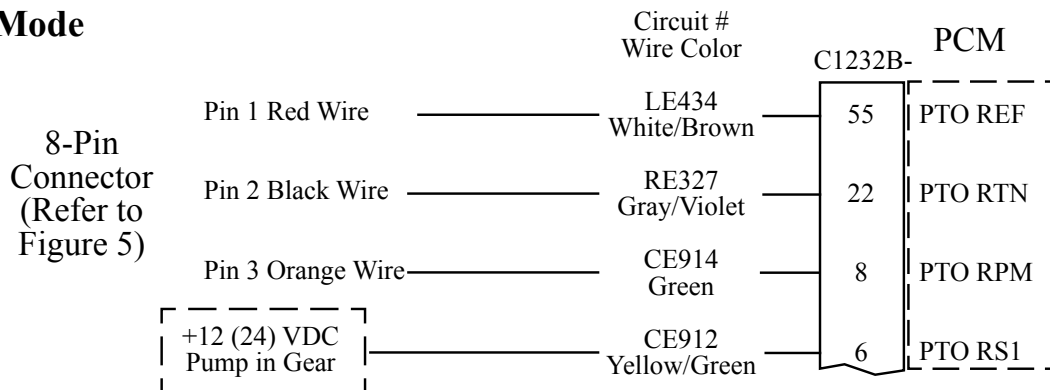 Mode
Circuit #
Wire Color
PCM
C1232B-
8-Pin
Connector
(Refer to
Figure 5)
Pin 1 Red Wire
LE434
White/Brown
55
PTO REF
Pin 2 Black Wire
RE327
Gray/Violet
22
PTO RTN
Pin 3 Orange Wire
CE914
Green
8
PTO RPM
+12 (24) VDC
Pump in Gear
CE912
Yellow/Green
6
PTO RS1